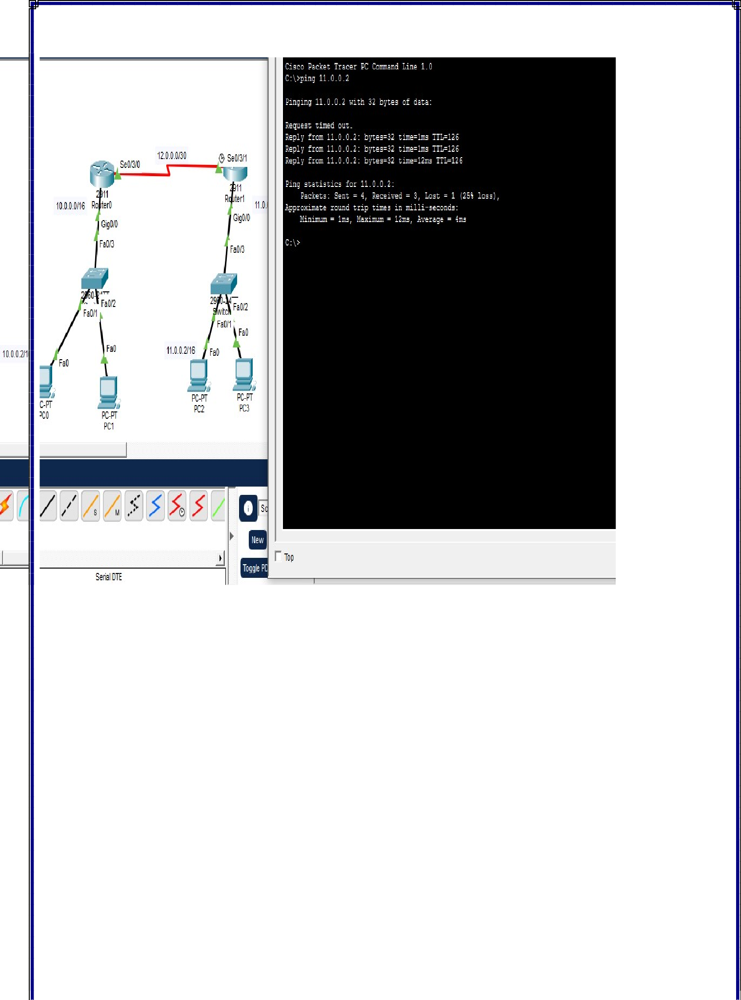 Cisco Packet Tracer PC Command Line 1.0
C:\>ping 11.0.0.2
Pinging 11.0.0.2 with 32 bytes of data:
Request timed out.
Reply from 11.0.0.2: bytes=32 time=1ms TTL=126
Reply from 11.0.0.2: bytes=32 time=1ms TTL=126
Reply from 11.0.0.2: bytes=32 time=12ms TTL=126
Ping statistics for 11.0.0.2:
Packets: Sent = 4, Received = 3, Lost = 1 (25% loss),
Approximate round trip times in milli-seconds:
Minimum = 1ms, Maximum = 12ms, Average = 4ms
C:\>
12.0.0.0/30
Se0/3/0
Se0/3/1
2911
Router0
2911
Router1
10.0.0.0/16
11.0.
Gig0/0
Gig0/0
Fa0/3
Fa0/3
Fa0/2
Fa0/1
2960-24
Switch
Fa0/2
Fa0/1
Fa0
10.0.0.2/1
Fa0
Fa0
11.0.0.2/16
Fa0
C-PT
PC0
PC-PT
PC1
PC-PT
PC2
PC-PT
PC3
S
M
i
Sc
New
Toggle PD
Top
Serial DTE